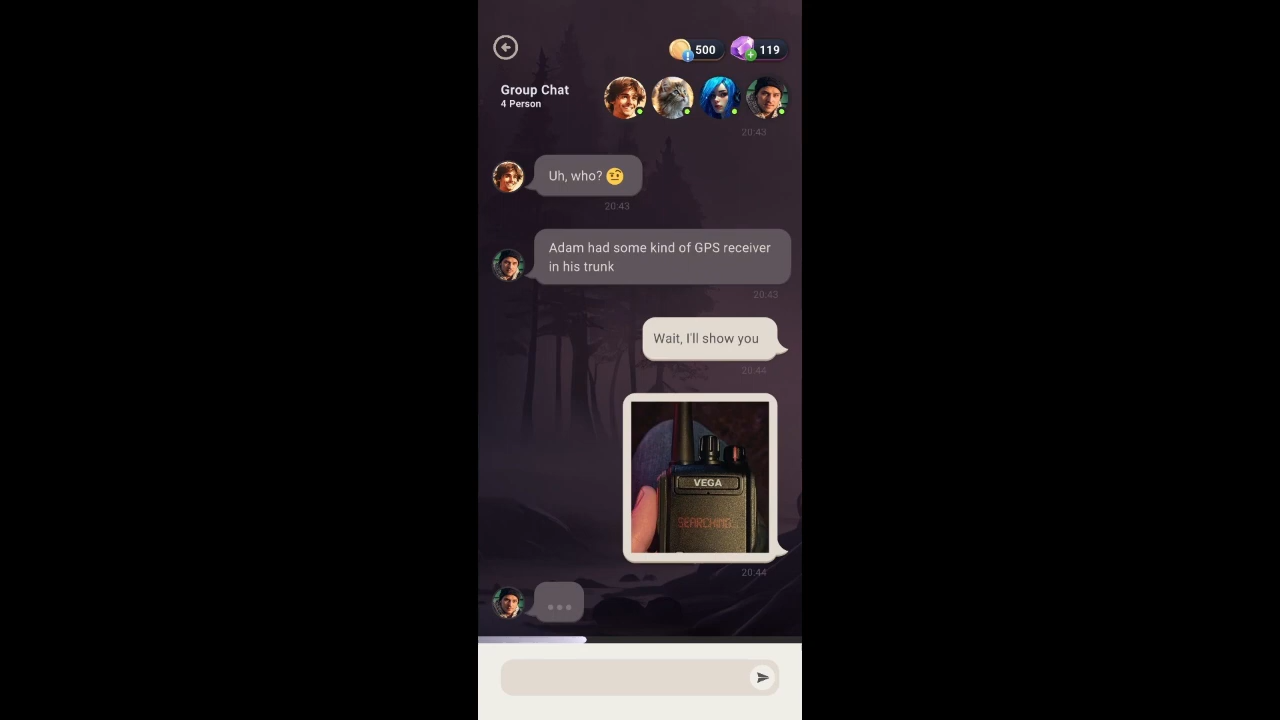 500
119
Group Chat
4 Person
20:43
Uh, who? 🤨
20:43
Adam had some kind of GPS receiver
in his trunk
20:43
Wait, I'll show you
20:44
VEGA
SEARCHING...
20:44